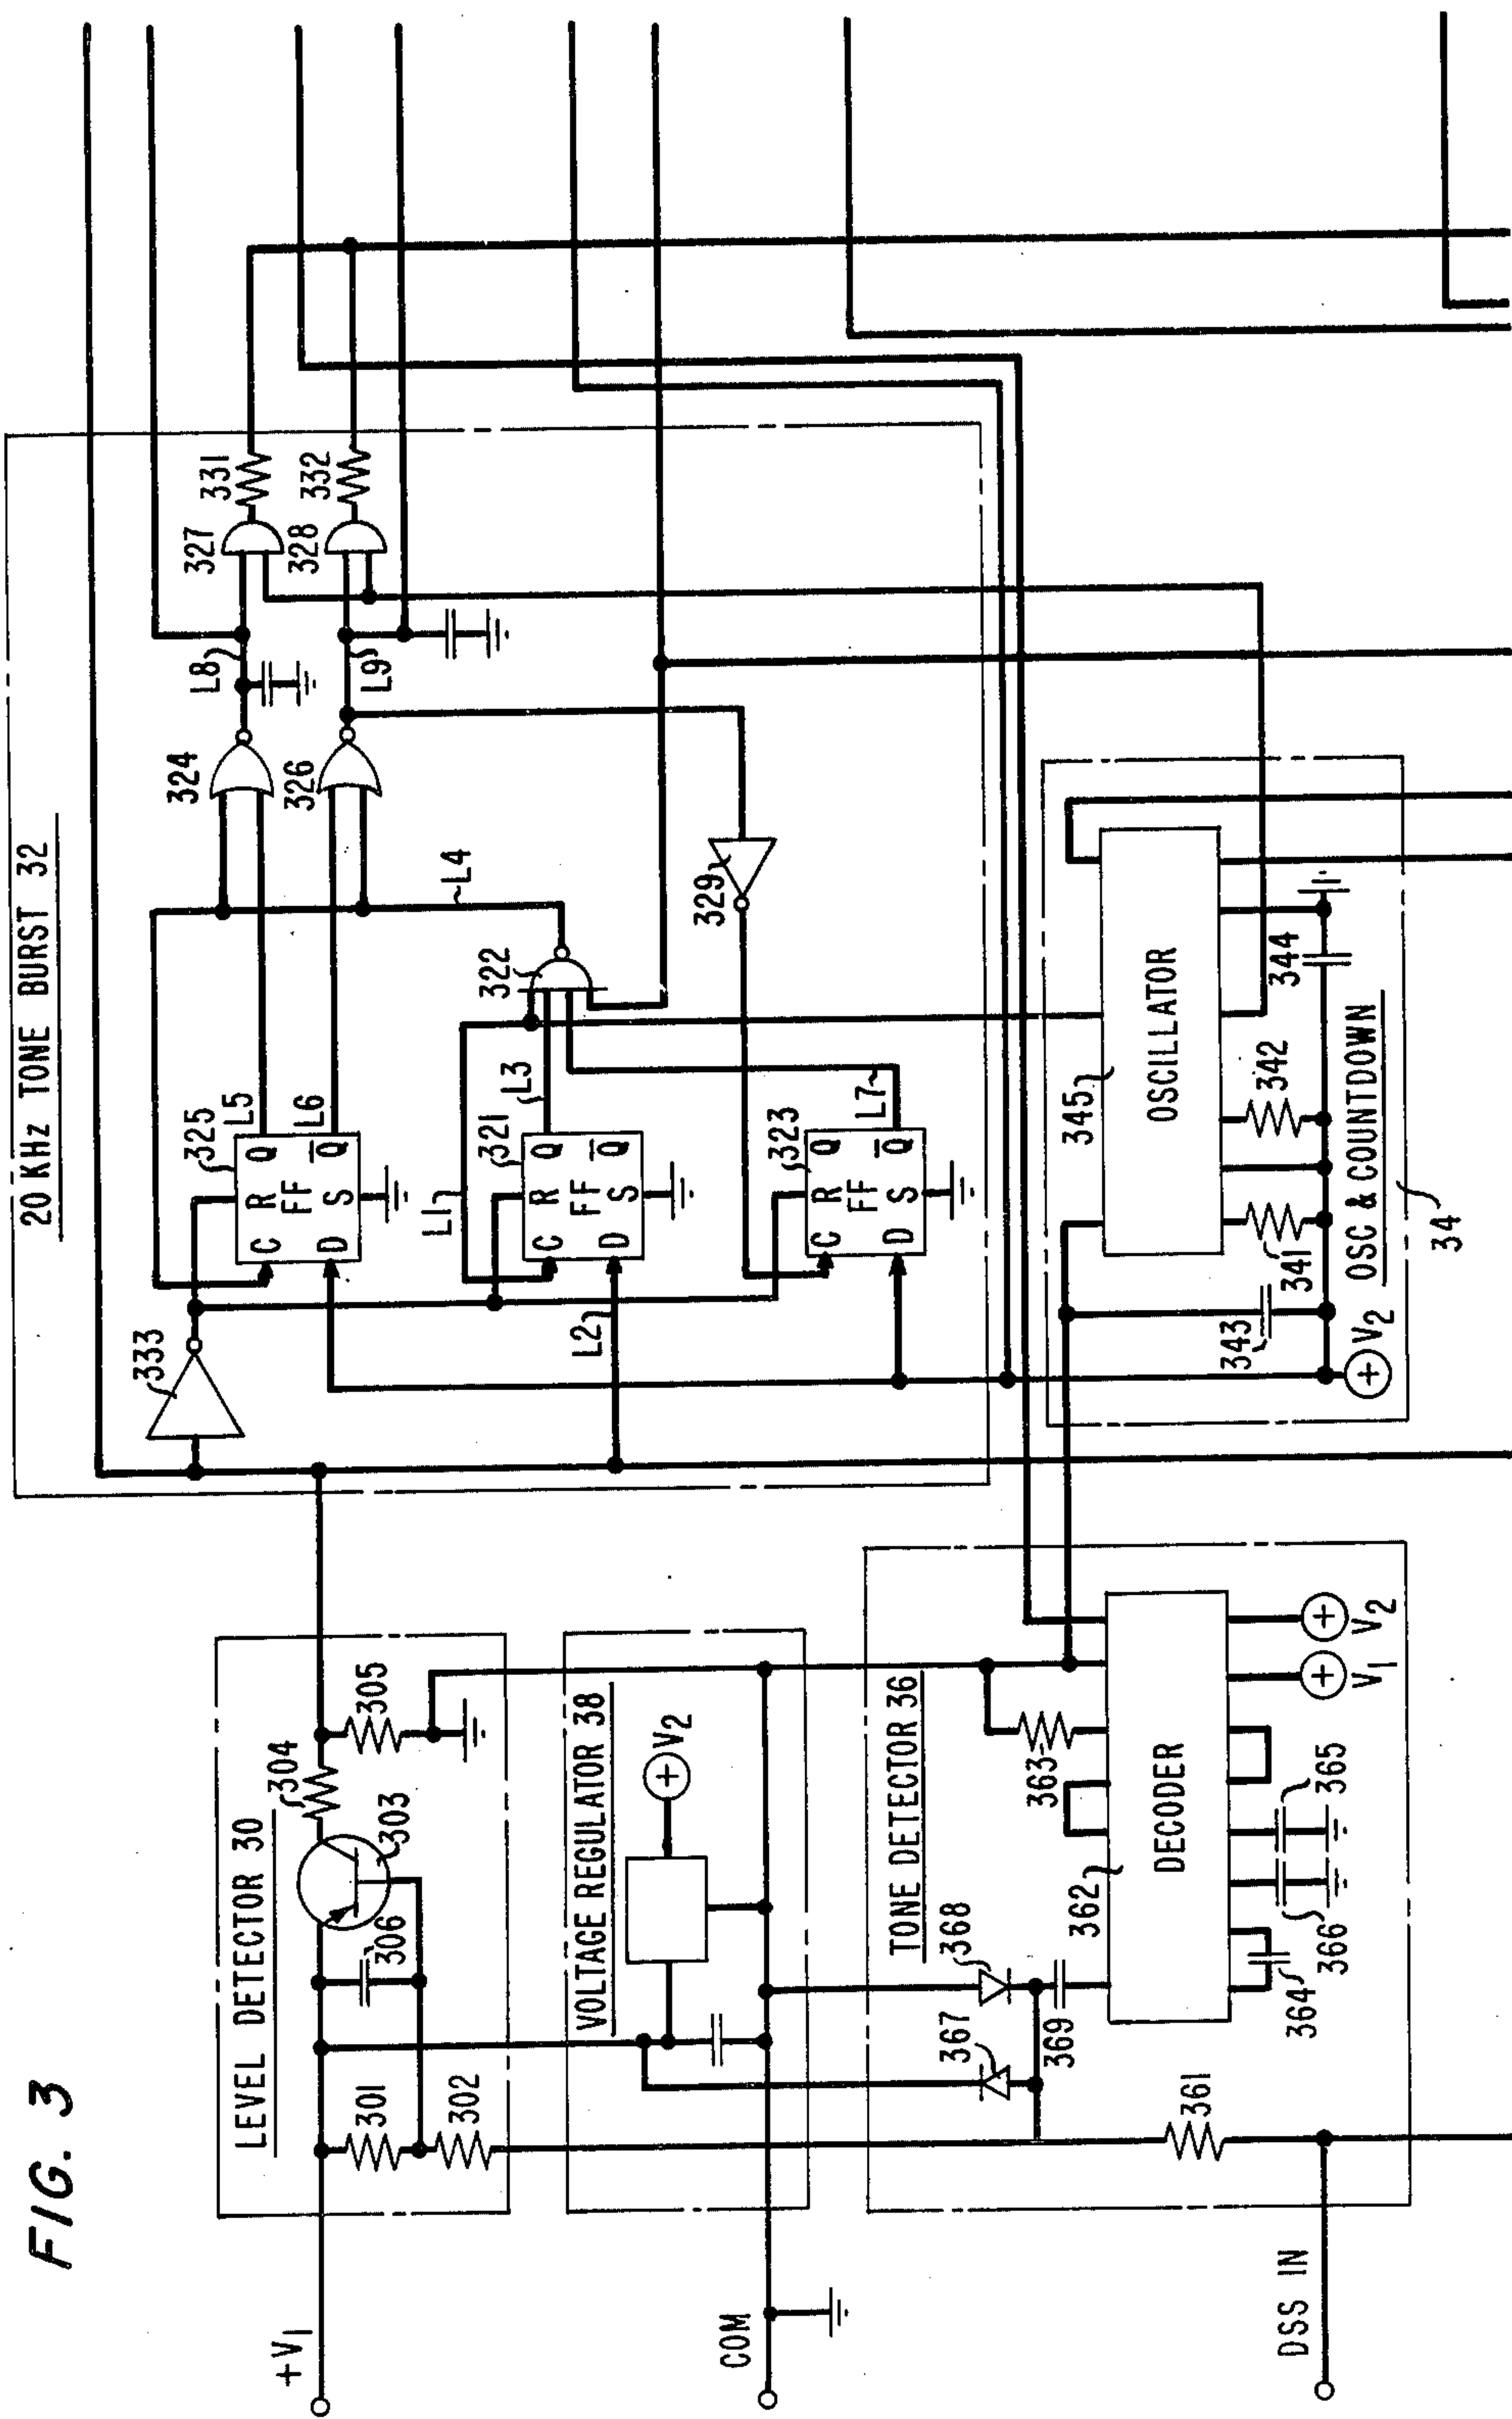 FIG. 3
20 KHz TONE BURST 32
333
325
C
R
Q
FF
D
S
Q̅
L5
L6
324
326
L8
L9
327
328
331
332
L4
L1
L2
321
C
R
Q
FF
D
S
Q̅
L3
322
329
323
C
R
Q
FF
D
S
Q̅
L7
+V1
LEVEL DETECTOR 30
301
302
306
303
304
305
VOLTAGE REGULATOR 38
+ V2
COM
TONE DETECTOR 36
367
368
369
363
362
DECODER
361
364
366
365
+ V1
+ V2
DSS IN
345
OSCILLATOR
343
341
342
344
+ V2
OSC & COUNTDOWN
34